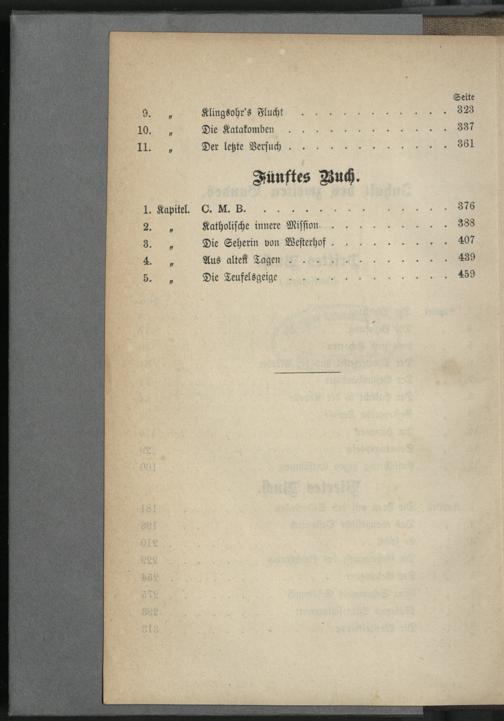 Seite
9. „ Klingsohr's Flucht . . . . . . . . . . 323
10. „ Die Katakomben . . . . . . . . . . . 337
11. „ Der letzte Versuch . . . . . . . . . . . 361
Fünftes Buch.
1. Kapitel. C. M. B. . . . . . . . . . . . . 376
2. „ Katholische innere Mission . . . . . . . . . 388
3. „ Die Seherin von Westerhof . . . . . . . . . 407
4. „ Aus alten Tagen . . . . . . . . . . . 439
5. „ Die Teufelsgeige . . . . . . . . . . . 459